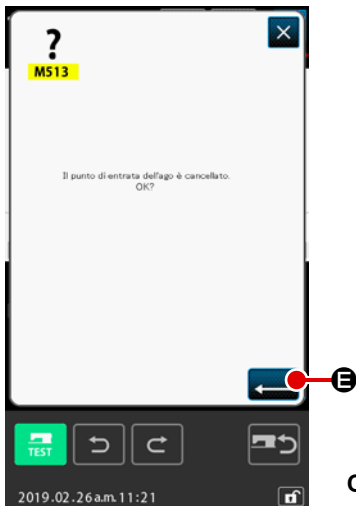 ?
M513
Il punto di entrata dell'ago è cancellato.
OK?
E
TEST
2019.02.26 a.m. 11:21